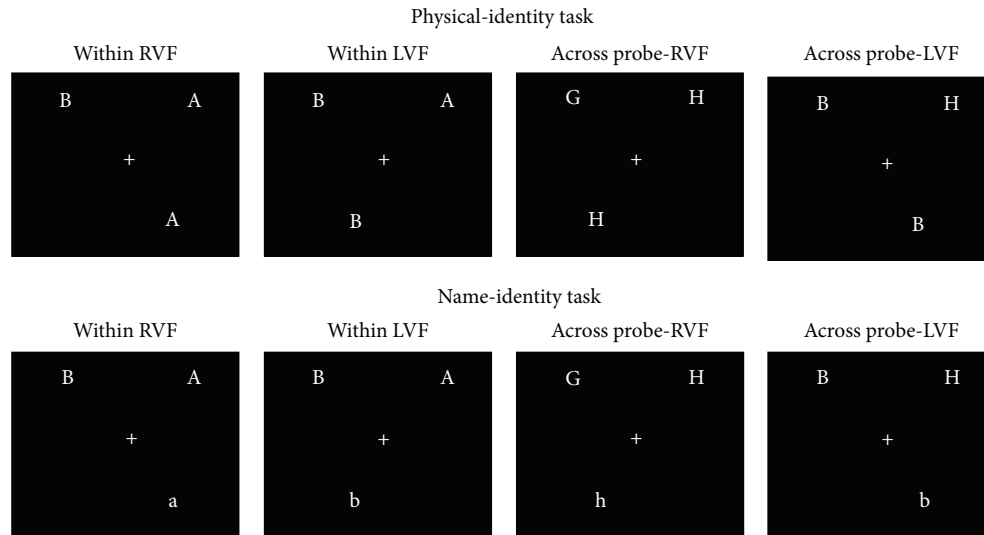 Physical-identity task
Within RVF Within LVF Across probe-RVF Across probe-LVF
B A B A G H B H
+ + + +
A B H B
Name-identity task
Within RVF Within LVF Across probe-RVF Across probe-LVF
B A B A G H B H
+ + + +
a b h b